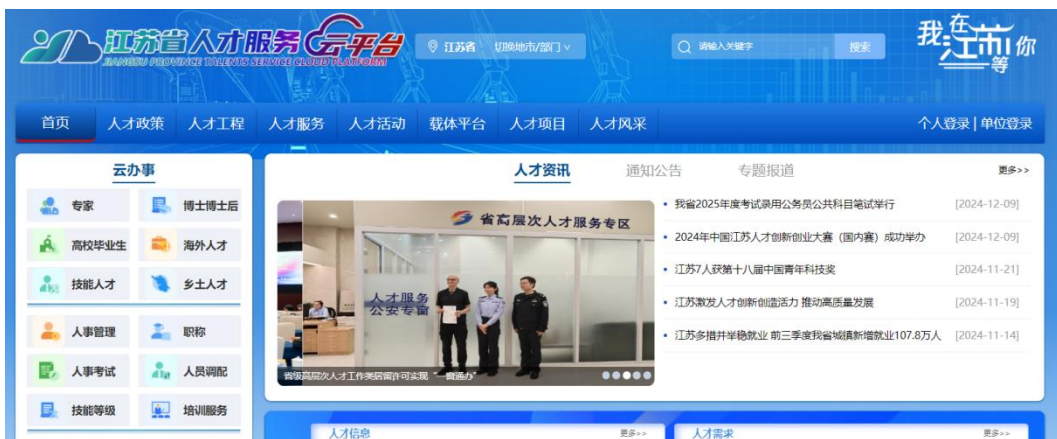 江苏省人才服务云平台
JIANGSU PROVINCE TALENTS SERVICE CLOUD PLATFORM
江苏省 切换地市/部门
请输入关键字 搜索
我在江苏等你
首页 人才政策 人才工程 人才服务 人才活动 载体平台 人才项目 人才风采 个人登录 | 单位登录
云办事
专家 博士博士后
高校毕业生 海外人才
技能人才 乡土人才
人事管理 职称
人事考试 人员调配
技能等级 培训服务
人才资讯 通知公告 专题报道 更多>>
省高层次人才服务专区
人才服务
公安专窗
省级高层次人才工作类居留许可实现“一窗通办”
我省2025年度考试录用公务员公共科目笔试举行 [2024-12-09]
2024年中国江苏人才创新创业大赛（国内赛）成功举办 [2024-12-09]
江苏7人获第十八届中国青年科技奖 [2024-11-21]
江苏激发人才创新创造活力 推动高质量发展 [2024-11-19]
江苏多措并举稳就业 前三季度我省城镇新增就业107.8万人 [2024-11-14]
人才信息 更多>>
人才需求 更多>>